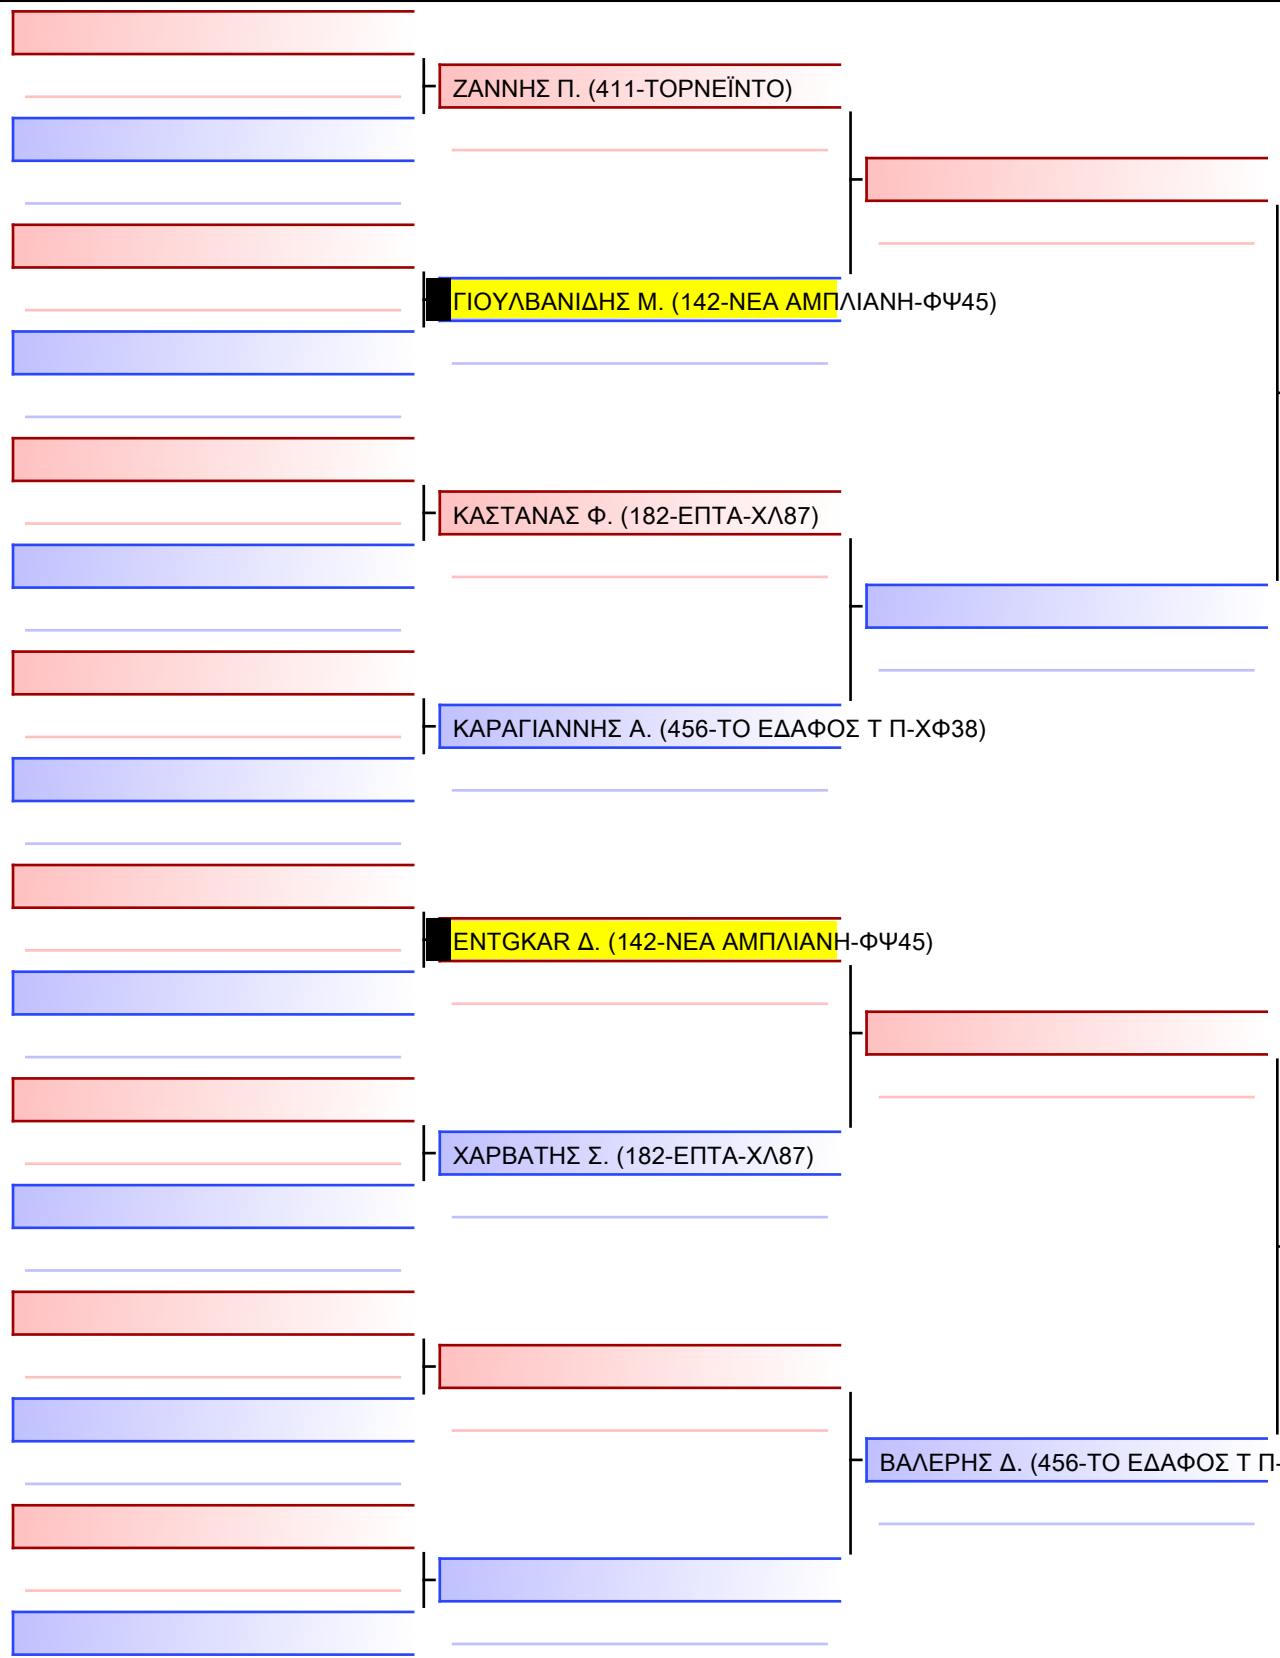 ΖΑΝΝΗΣ Π. (411-ΤΟΡΝΕΪΝΤΟ)
ΓΙΟΥΛΒΑΝΙΔΗΣ Μ. (142-ΝΕΑ ΑΜΠΛΙΑΝΗ-ΦΨ45)
ΚΑΣΤΑΝΑΣ Φ. (182-ΕΠΤΑ-ΧΛ87)
ΚΑΡΑΓΙΑΝΝΗΣ Α. (456-ΤΟ ΕΔΑΦΟΣ Τ Π-ΧΦ38)
ENTGKAR Δ. (142-ΝΕΑ ΑΜΠΛΙΑΝΗ-ΦΨ45)
ΧΑΡΒΑΤΗΣ Σ. (182-ΕΠΤΑ-ΧΛ87)
ΒΑΛΕΡΗΣ Δ. (456-ΤΟ ΕΔΑΦΟΣ Τ Π-